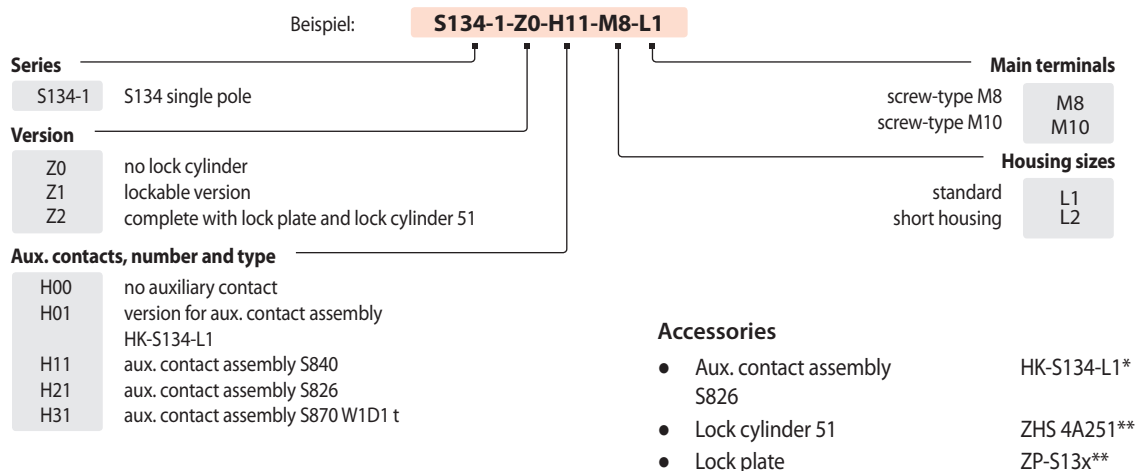 Beispiel: S134-1-Z0-H11-M8-L1
Series
S134-1 S134 single pole
Version
Z0 no lock cylinder
Z1 lockable version
Z2 complete with lock plate and lock cylinder 51
Aux. contacts, number and type
H00 no auxiliary contact
H01 version for aux. contact assembly
HK-S134-L1
H11 aux. contact assembly S840
H21 aux. contact assembly S826
H31 aux. contact assembly S870 W1D1 t
Main terminals
screw-type M8 M8
screw-type M10 M10
Housing sizes
standard L1
short housing L2
Accessories
● Aux. contact assembly HK-S134-L1*
S826
● Lock cylinder 51 ZHS 4A251**
● Lock plate ZP-S13x**